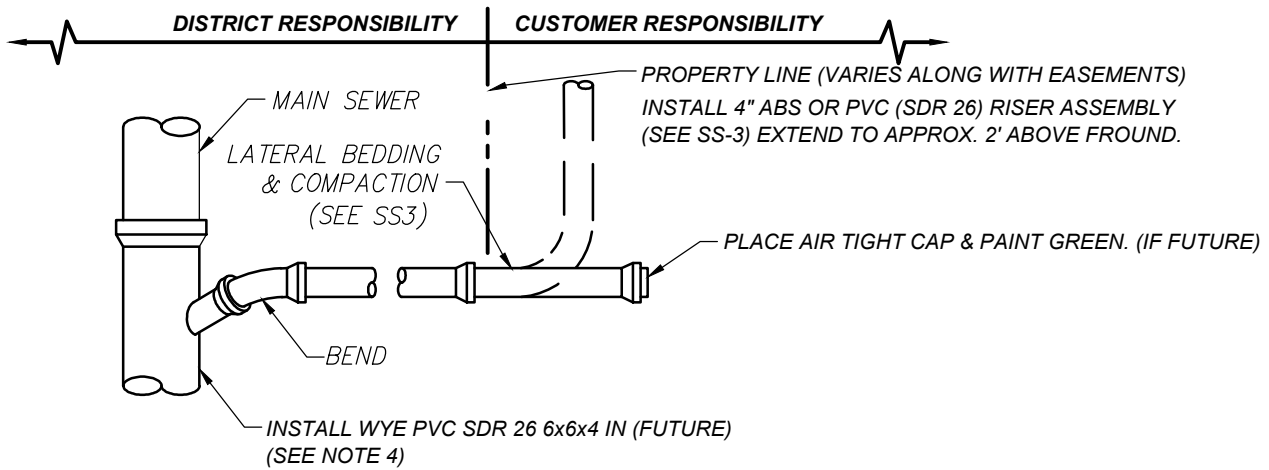 DISTRICT RESPONSIBILITY
CUSTOMER RESPONSIBILITY
PROPERTY LINE (VARIES ALONG WITH EASEMENTS)
INSTALL 4" ABS OR PVC (SDR 26) RISER ASSEMBLY
(SEE SS-3) EXTEND TO APPROX. 2' ABOVE FROUND.
MAIN SEWER
LATERAL BEDDING
& COMPACTION
(SEE SS3)
PLACE AIR TIGHT CAP & PAINT GREEN. (IF FUTURE)
BEND
INSTALL WYE PVC SDR 26 6x6x4 IN (FUTURE)
(SEE NOTE 4)